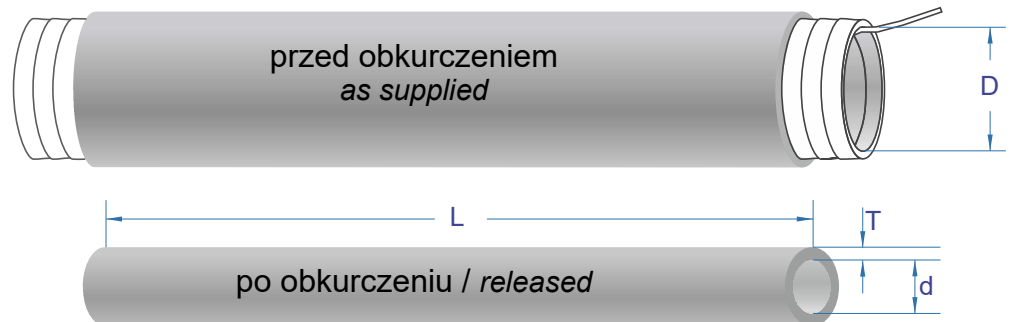 przed obkurczeniem
as supplied
D
L
T
po obkurczeniu / released
d